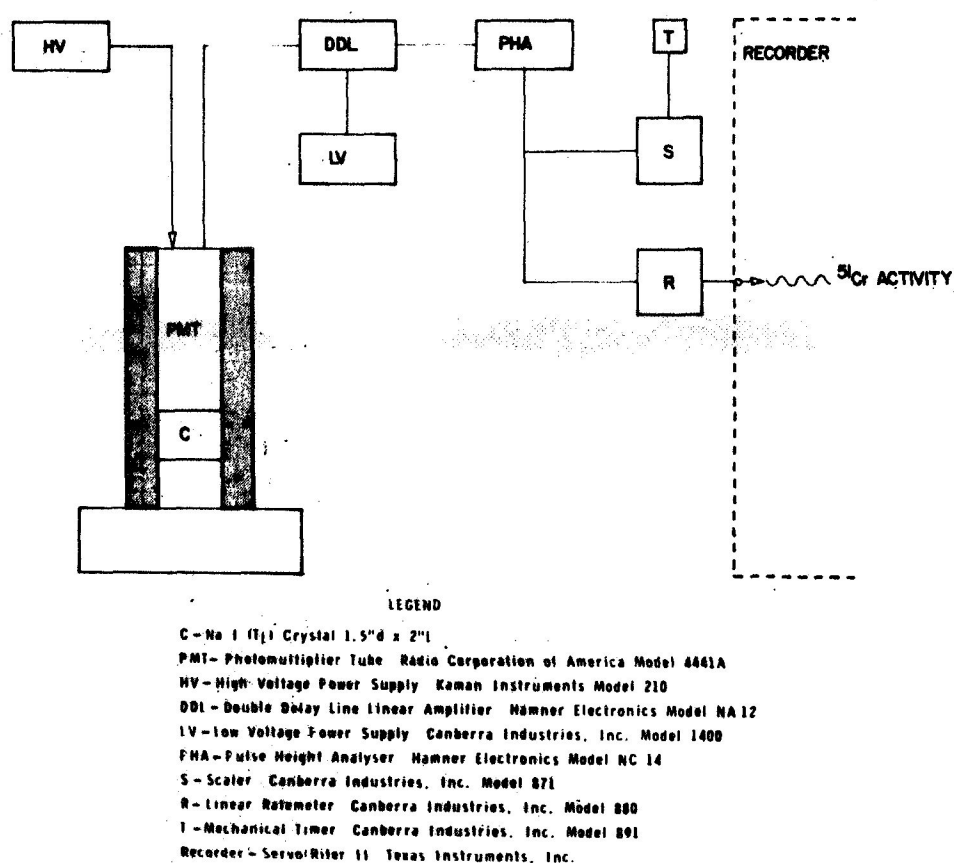 HV
DDL
PHA
T
RECORDER
LV
S
R
⁵¹Cr ACTIVITY
PMT
C
LEGEND
C - Na I (Tl) Crystal 1.5"d x 2"l
PMT - Photomultiplier Tube Radio Corporation of America Model 4441A
HV - High Voltage Power Supply Kaman Instruments Model 210
DDL - Double Delay Line Linear Amplifier Hamner Electronics Model NA 12
LV - Low Voltage Power Supply Canberra Industries, Inc. Model 1400
PHA - Pulse Height Analyser Hamner Electronics Model NC 14
S - Scaler Canberra Industries, Inc. Model 871
R - Linear Ratemeter Canberra Industries, Inc. Model 880
T - Mechanical Timer Canberra Industries, Inc. Model 891
Recorder - Servo/Riter II Texas Instruments, Inc.